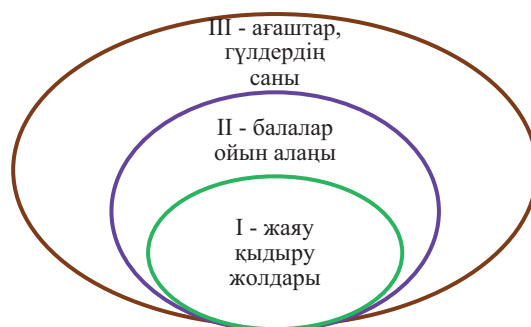 III - ағаштар,
гүлдердің
саны
II - балалар
ойын алаңы
I - жаяу
қыдыру
жолдары